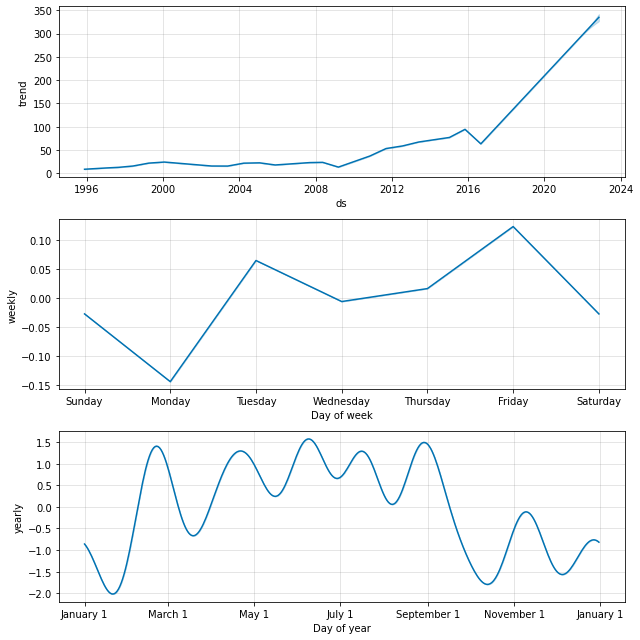 350
300
250
200
150
100
50
0
trend
1996 2000 2004 2008 2012 2016 2020 2024
ds
0.10
0.05
0.00
−0.05
−0.10
−0.15
weekly
Sunday Monday Tuesday Wednesday Thursday Friday Saturday
Day of week
1.5
1.0
0.5
0.0
−0.5
−1.0
−1.5
−2.0
yearly
January 1 March 1 May 1 July 1 September 1 November 1 January 1
Day of year